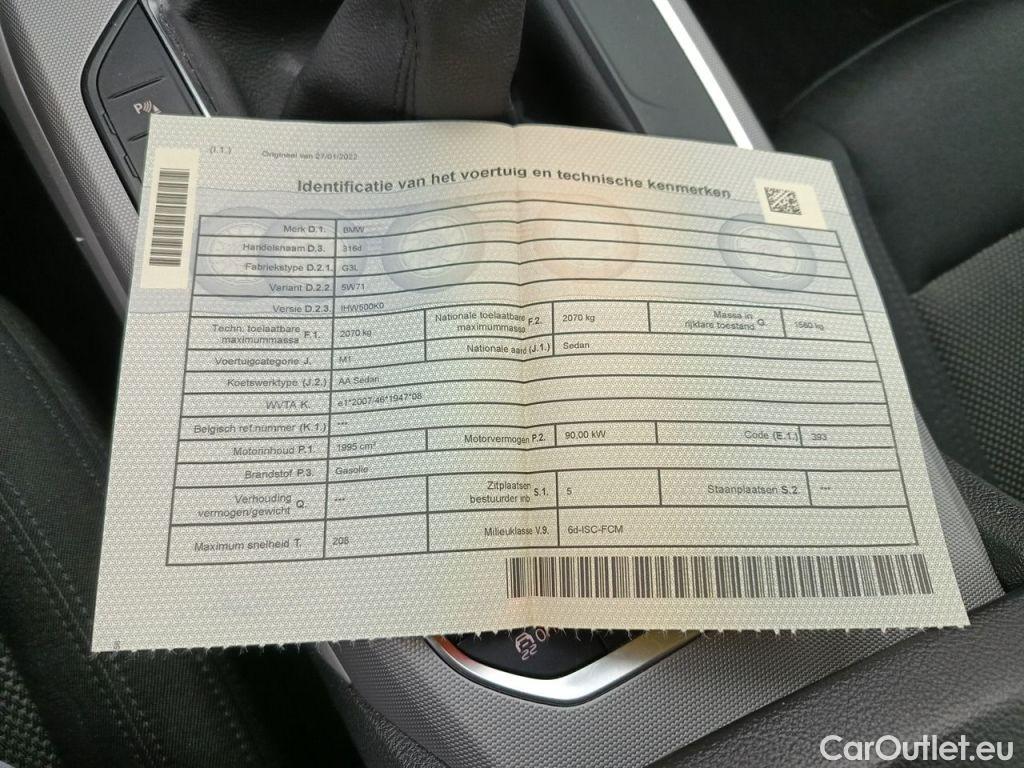 P
(I.1.) Origineel van 27/01/2022
Identificatie van het voertuig en technische kenmerken
Merk D.1. BMW
Handelsnaam D.3. 316d
Fabriekstype D.2.1. G3L
Variant D.2.2. 5W71
Versie D.2.3. IHW500K0
Techn. toelaatbare maximummassa F.1. 2070 kg Nationale toelaatbare maximummassa F.2. 2070 kg Massa in rijklare toestand G. 1560 kg
Voertuigcategorie J. M1 Nationale aard (J.1.) Sedan
Koetswerktype (J.2.) AA Sedan
WVTA K. e1*2007/46*1947*08
Belgisch ref.nummer (K.1.) ***
Motorinhoud P.1. 1995 cm³ Motorvermogen P.2. 90,00 kW Code (E.1.) 393
Brandstof P.3. Gasolie
Verhouding vermogen/gewicht Q. *** Zitplaatsen bestuurder inb S.1. 5 Staanplaatsen S.2. ***
Maximum snelheid T. 208 Milieuklasse V.9. 6d-ISC-FCM
CarOutlet.eu